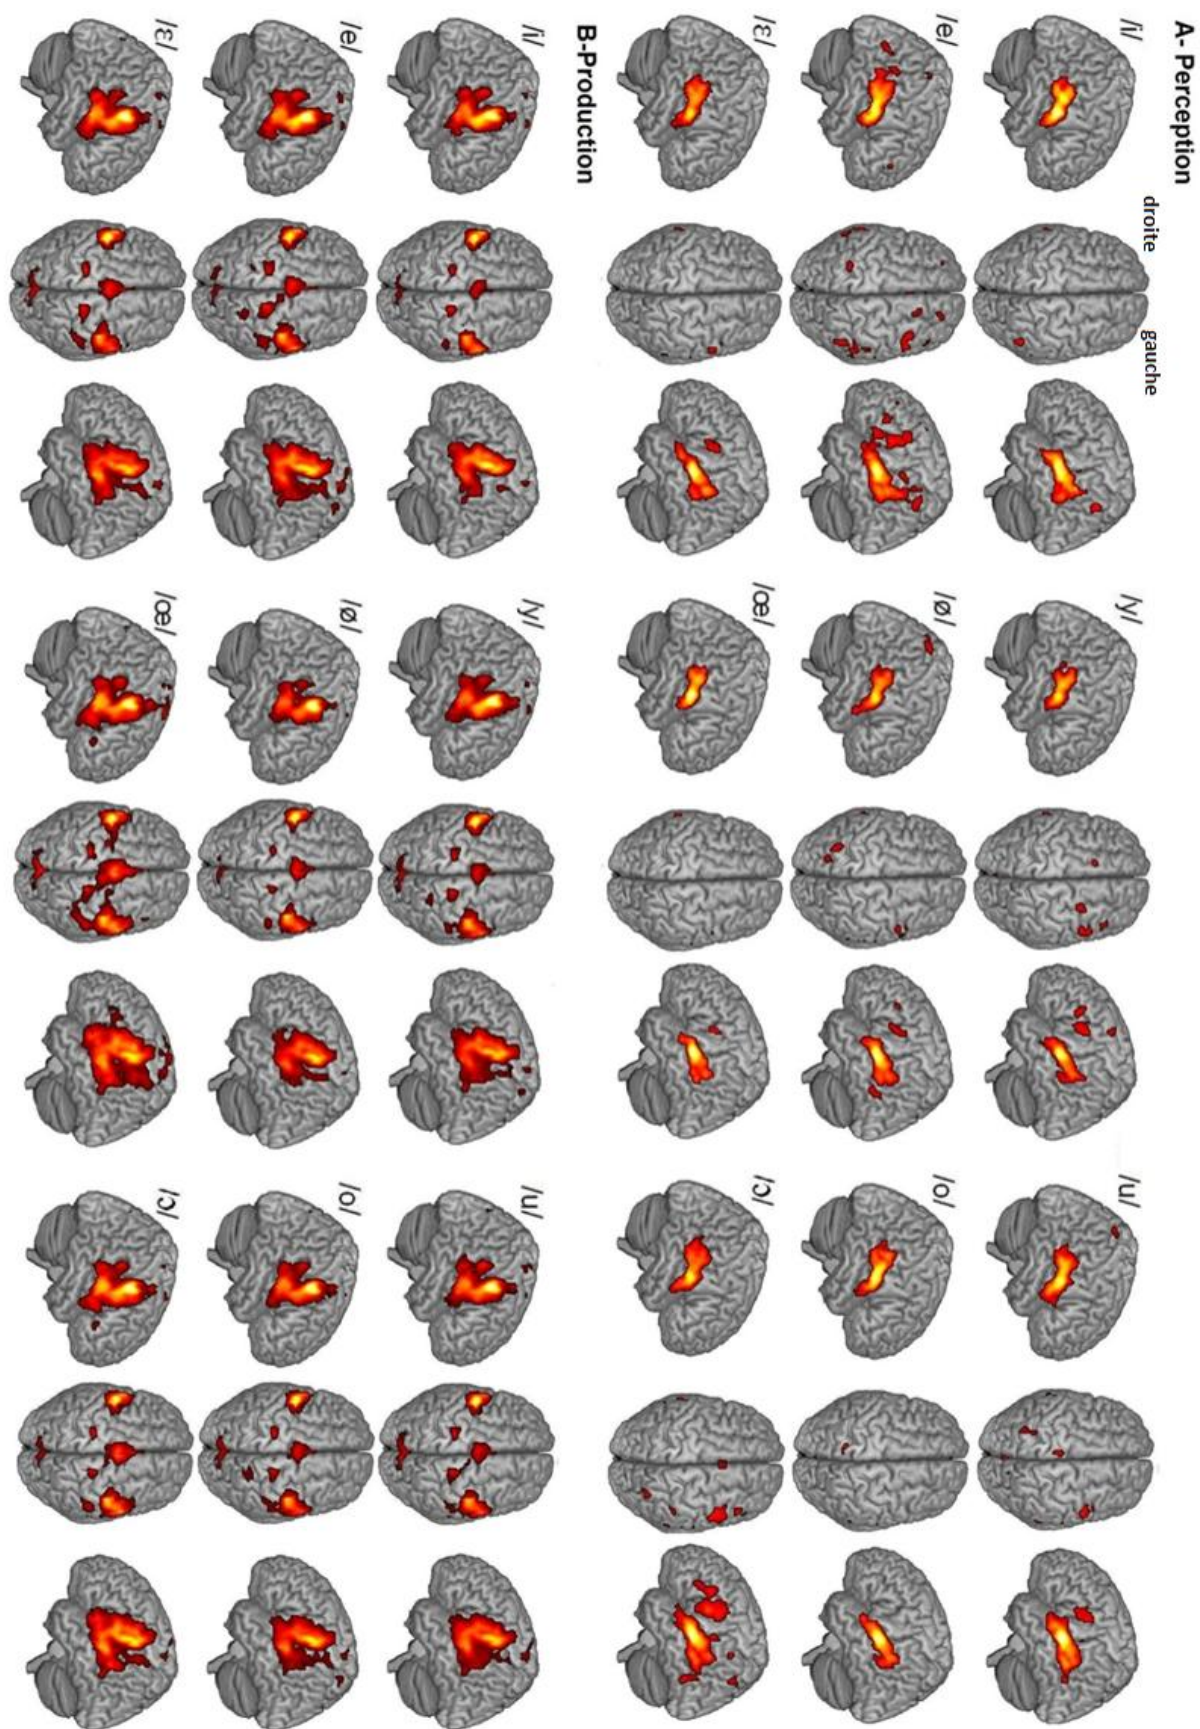 A- Perception
droite
gauche
/i/
/y/
/u/
/e/
/ø/
/o/
/ɛ/
/œ/
/ɔ/
B-Production
/i/
/y/
/u/
/e/
/ø/
/o/
/ɛ/
/œ/
/ɔ/